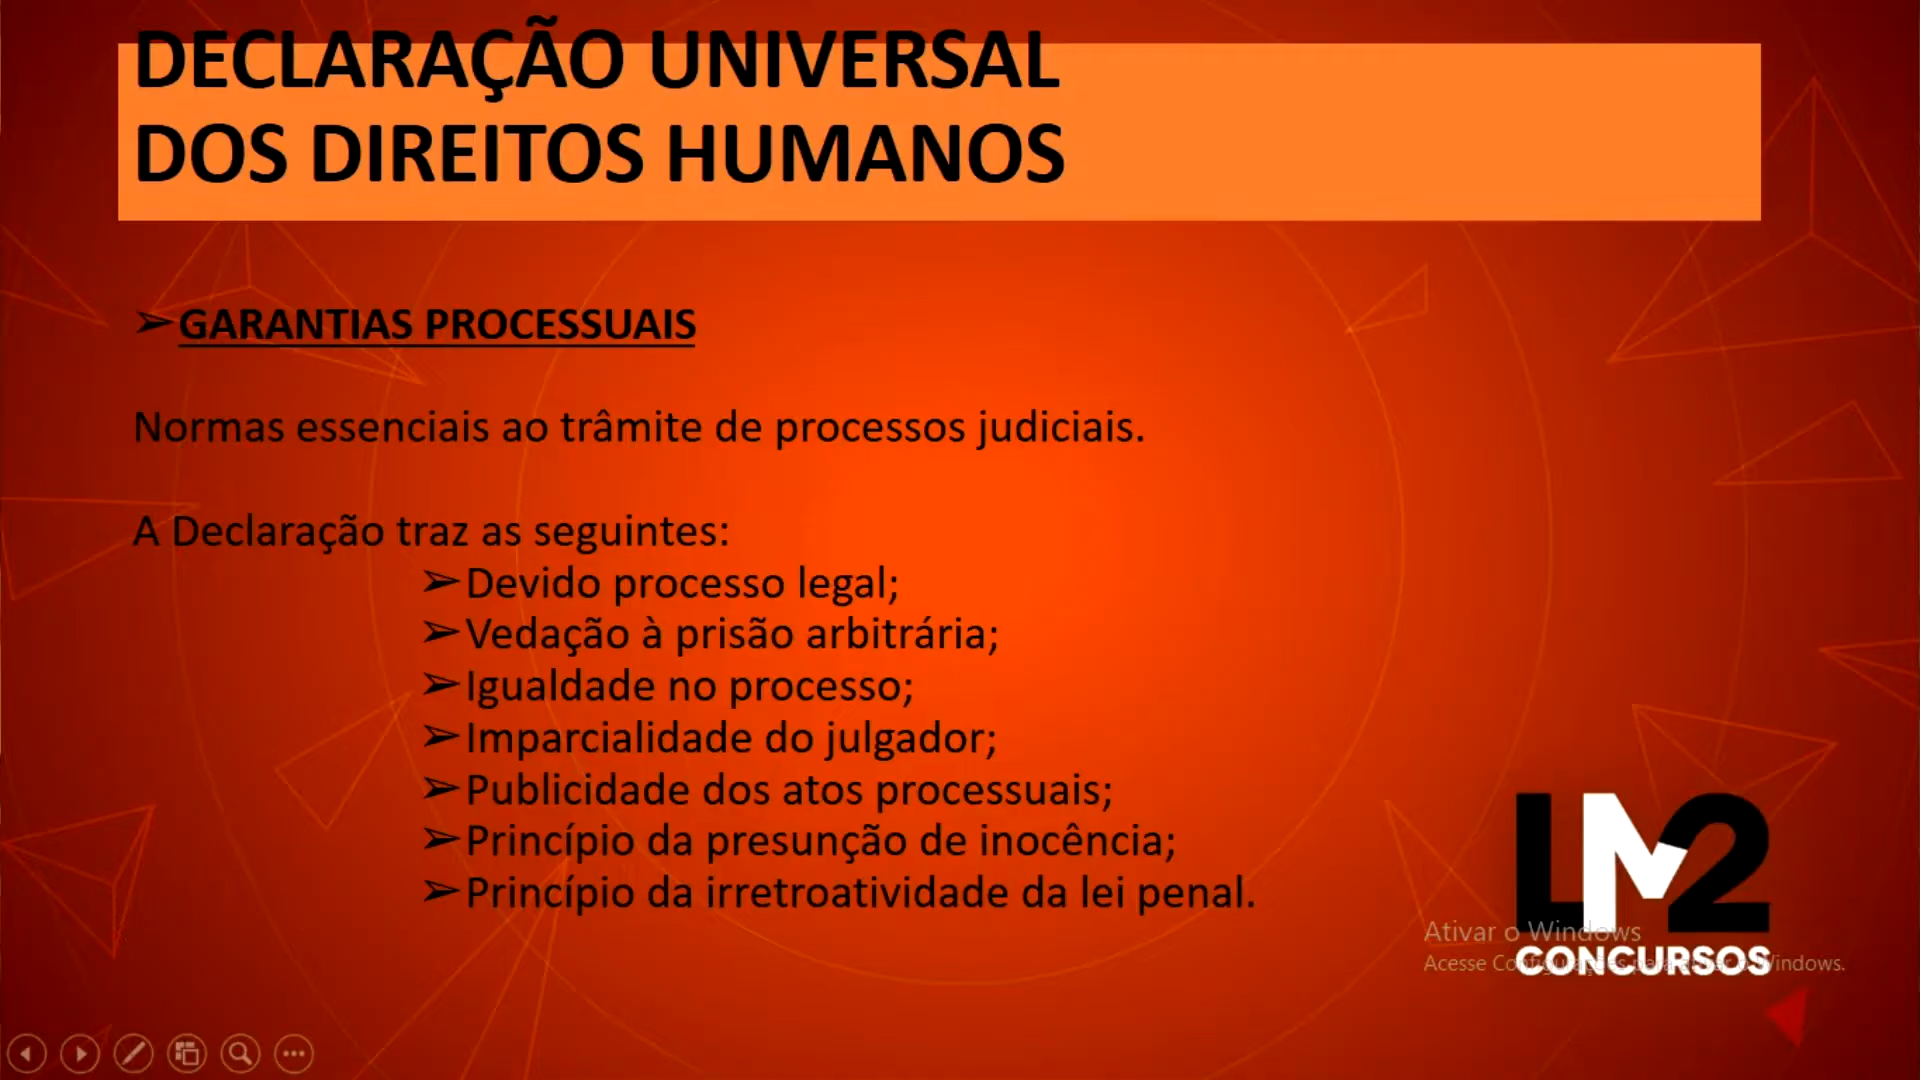 DECLARAÇÃO UNIVERSAL
DOS DIREITOS HUMANOS
➢GARANTIAS PROCESSUAIS
Normas essenciais ao trâmite de processos judiciais.
A Declaração traz as seguintes:
➢Devido processo legal;
➢Vedação à prisão arbitrária;
➢Igualdade no processo;
➢Imparcialidade do julgador;
➢Publicidade dos atos processuais;
➢Princípio da presunção de inocência;
➢Princípio da irretroatividade da lei penal.
LM2
CONCURSOS
Ativar o Windows
Acesse Windows.